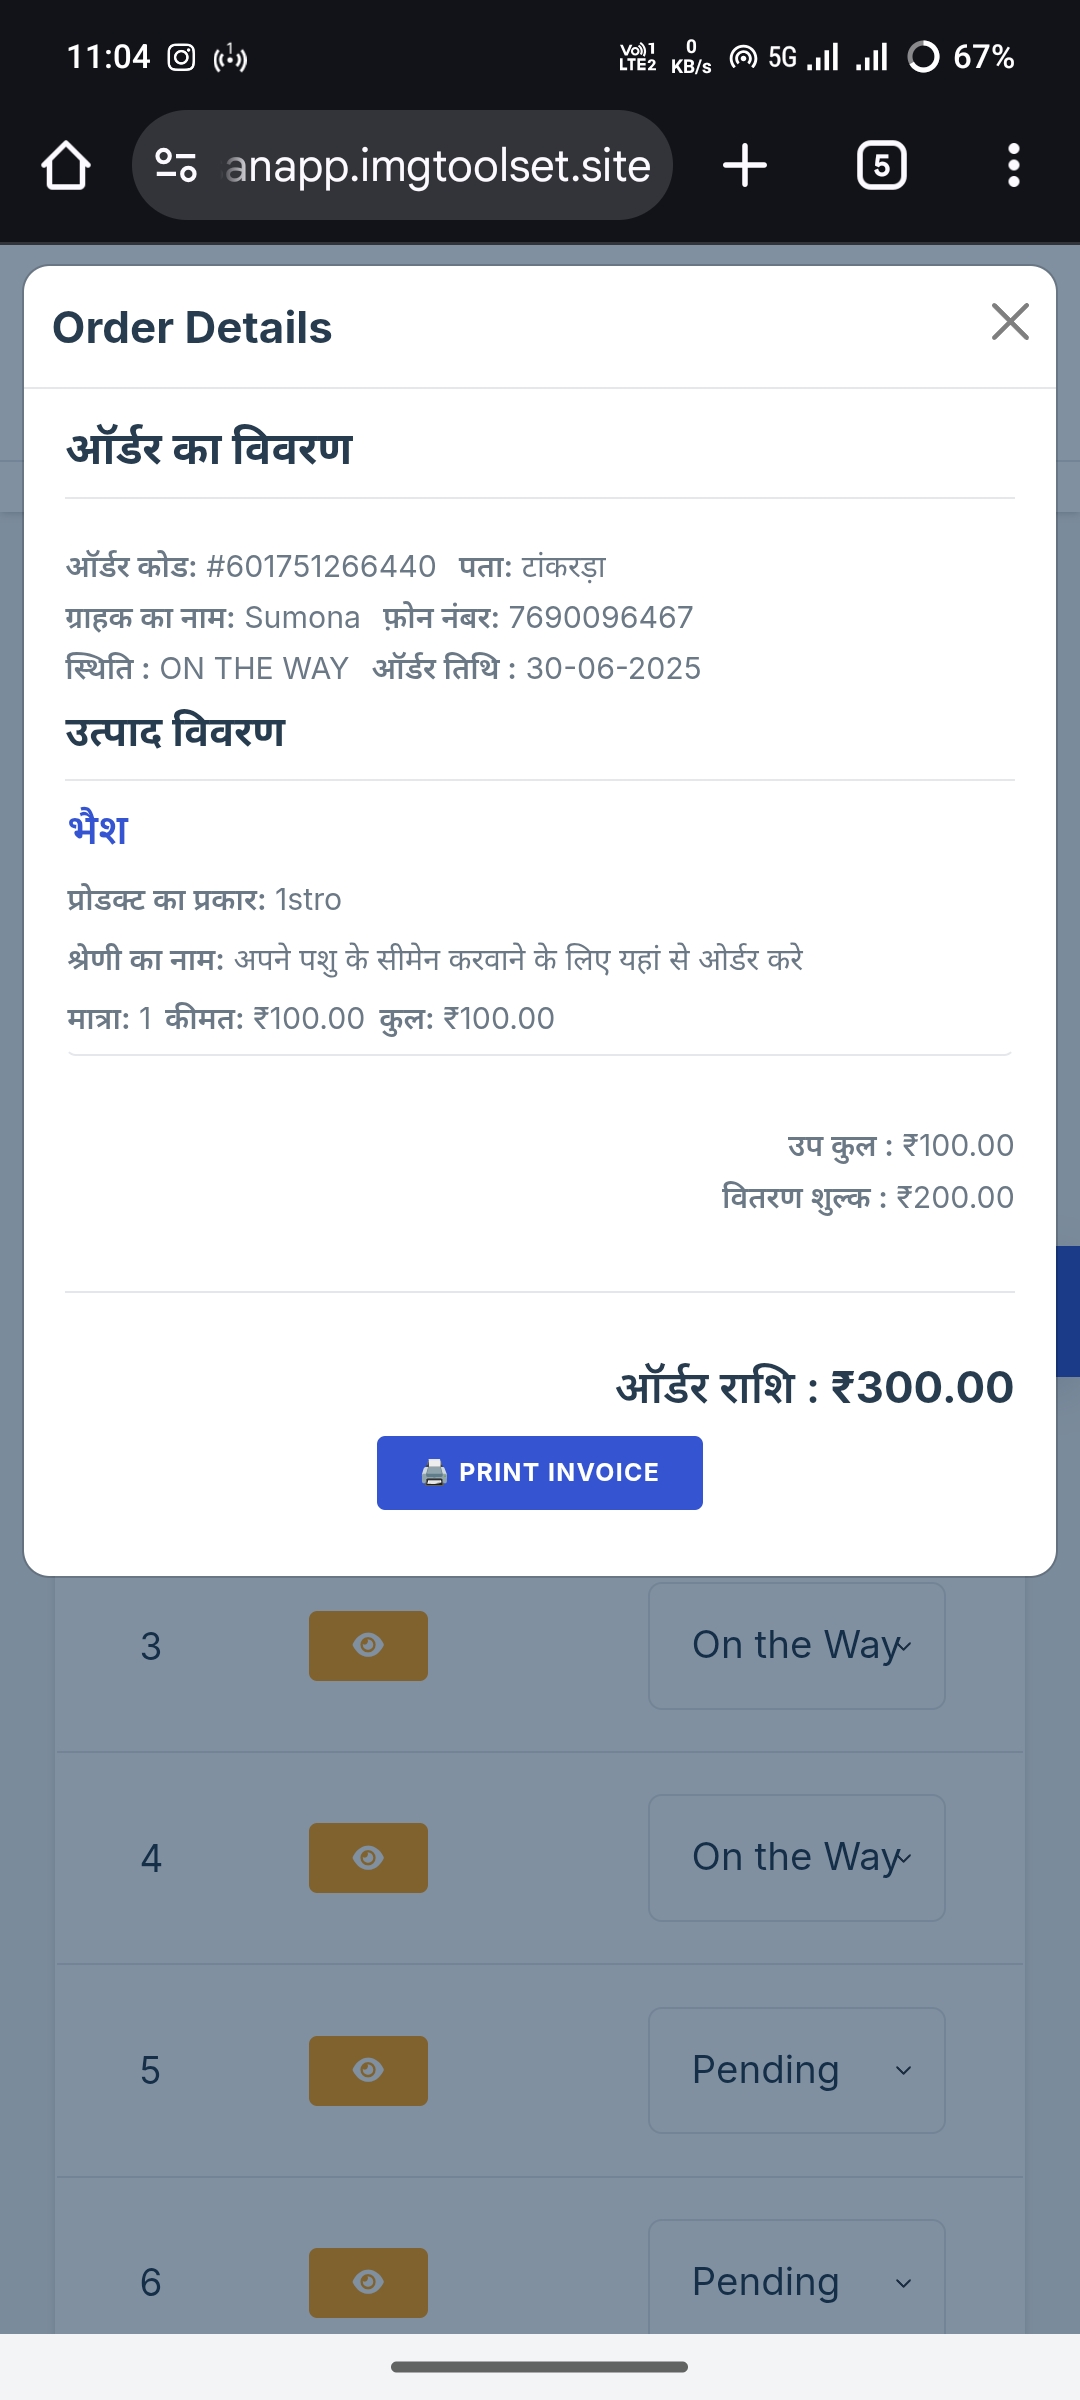 11:04 1 Vo))1 LTE2 0 KB/s 5G 67%
anapp.imgtoolset.site 5
Order Details
ऑर्डर का विवरण
ऑर्डर कोड: #601751266440 पता: टांकरड़ा
ग्राहक का नाम: Sumona फ़ोन नंबर: 7690096467
स्थिति : ON THE WAY ऑर्डर तिथि : 30-06-2025
उत्पाद विवरण
भैश
प्रोडक्ट का प्रकार: 1stro
श्रेणी का नाम: अपने पशु के सीमेन करवाने के लिए यहां से ओर्डर करे
मात्रा: 1 कीमत: ₹100.00 कुल: ₹100.00
उप कुल : ₹100.00
वितरण शुल्क : ₹200.00
ऑर्डर राशि : ₹300.00
PRINT INVOICE
3 On the Way
4 On the Way
5 Pending
6 Pending